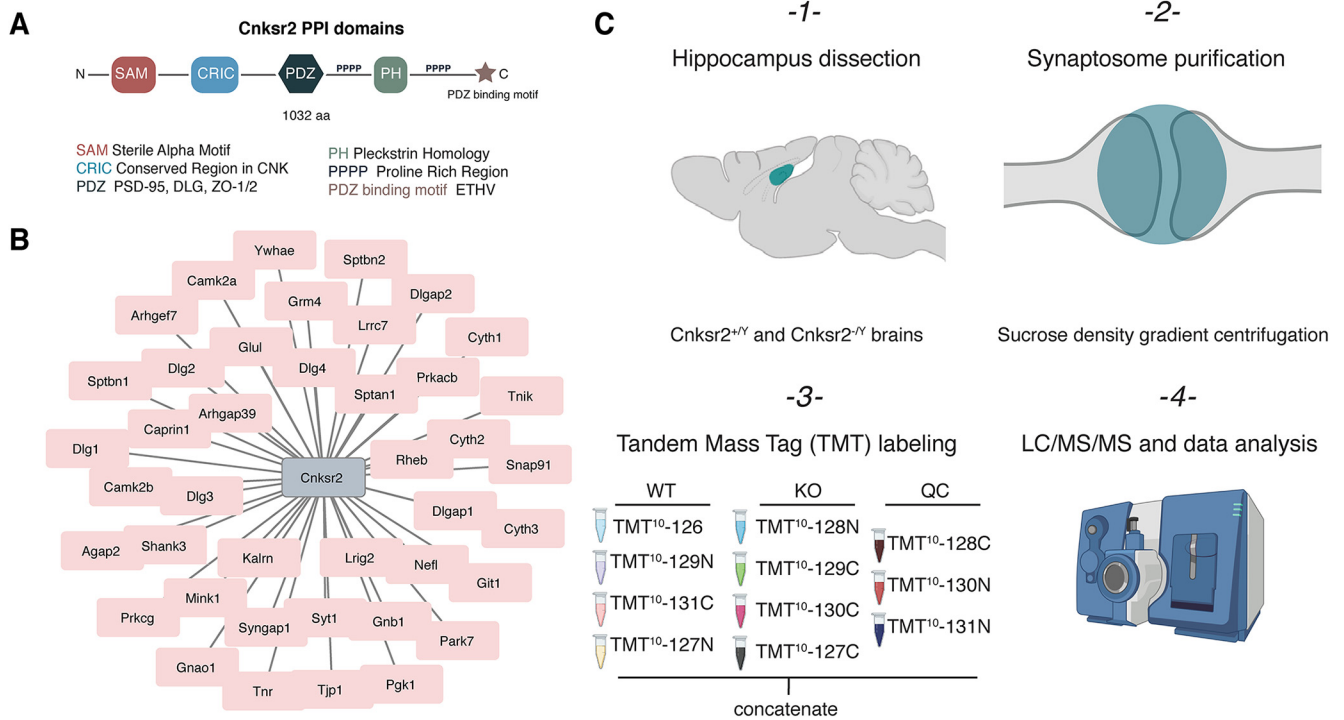 A
Cnksr2 PPI domains
N
SAM
CRIC
PDZ
PPPP
PH
PPPP
C
PDZ binding motif
1032 aa
SAM Sterile Alpha Motif
CRIC Conserved Region in CNK
PDZ PSD-95, DLG, ZO-1/2
PH Pleckstrin Homology
PPPP Proline Rich Region
PDZ binding motif ETHV
B
Ywhae
Sptbn2
Camk2a
Dlgap2
Grm4
Arhgef7
Lrrc7
Cyth1
Glul
Dlg2
Dlg4
Prkacb
Sptbn1
Sptan1
Tnik
Arhgap39
Caprin1
Cyth2
Dlg1
Rheb
Snap91
Cnksr2
Camk2b
Dlg3
Dlgap1
Cyth3
Agap2
Shank3
Kalrn
Lrig2
Nefl
Git1
Mink1
Prkcg
Syngap1
Syt1
Gnb1
Park7
Gnao1
Tnr
Tjp1
Pgk1
C
-1-
Hippocampus dissection
Cnksr2+/Y and Cnksr2-/Y brains
-2-
Synaptosome purification
Sucrose density gradient centrifugation
-3-
Tandem Mass Tag (TMT) labeling
WT
TMT¹⁰-126
TMT¹⁰-129N
TMT¹⁰-131C
TMT¹⁰-127N
KO
TMT¹⁰-128N
TMT¹⁰-129C
TMT¹⁰-130C
TMT¹⁰-127C
QC
TMT¹⁰-128C
TMT¹⁰-130N
TMT¹⁰-131N
concatenate
-4-
LC/MS/MS and data analysis